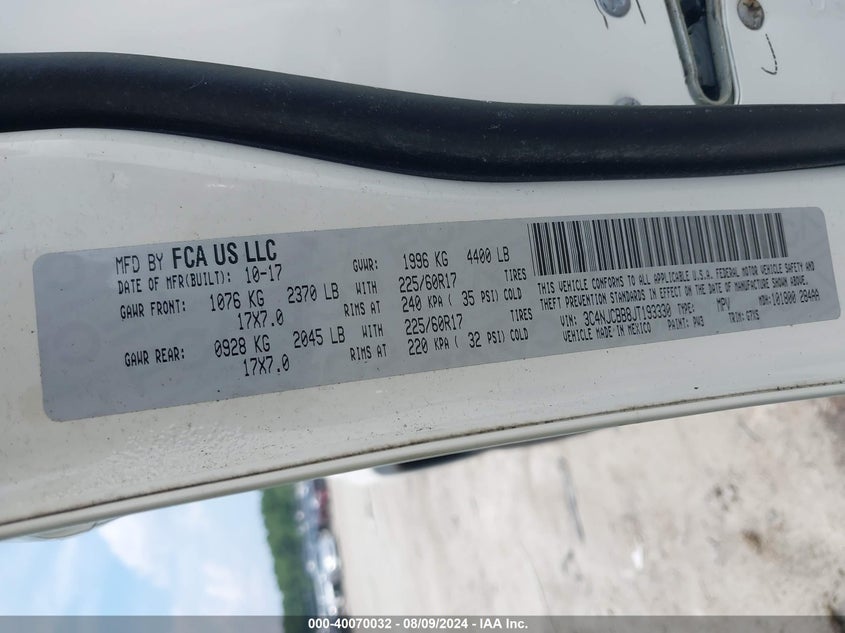 MFD BY FCA US LLC
DATE OF MFR(BUILT): 10-17 GVWR: 1996 KG 4400 LB
GAWR FRONT: 1076 KG 2370 LB WITH 225/60R17 TIRES
17X7.0 RIMS AT 240 KPA ( 35 PSI) COLD
GAWR REAR: 0928 KG 2045 LB WITH 225/60R17 TIRES
17X7.0 RIMS AT 220 KPA ( 32 PSI) COLD
THIS VEHICLE CONFORMS TO ALL APPLICABLE U.S.A. FEDERAL MOTOR VEHICLE SAFETY AND
THEFT PREVENTION STANDARDS IN EFFECT ON THE DATE OF MANUFACTURE SHOWN ABOVE.
VIN: 3C4NJCBB8JT193330 TYPE: MPV MDH: 101900 284AA
VEHICLE MADE IN MEXICO PAINT: PW3 TRIM:
000-40070032 - 08/09/2024 - IAA Inc.